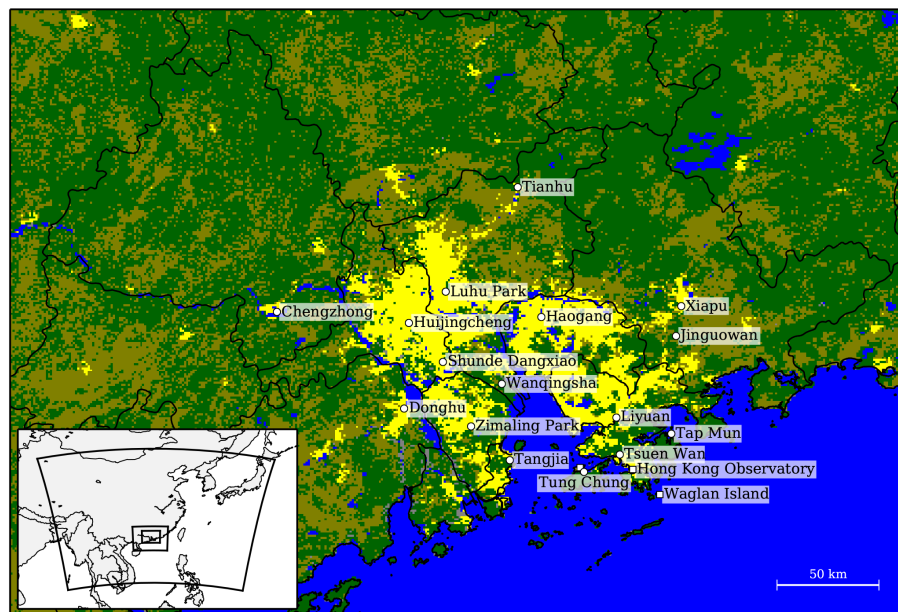 Tianhu
Luhu Park
Xiapu
Chengzhong
Haogang
Huijingcheng
Jinguowan
Shunde Dangxiao
Wanqingsha
Donghu
Liyuan
Zimaling Park
Tap Mun
Tsuen Wan
Tangjia
Hong Kong Observatory
Tung Chung
Waglan Island
50 km